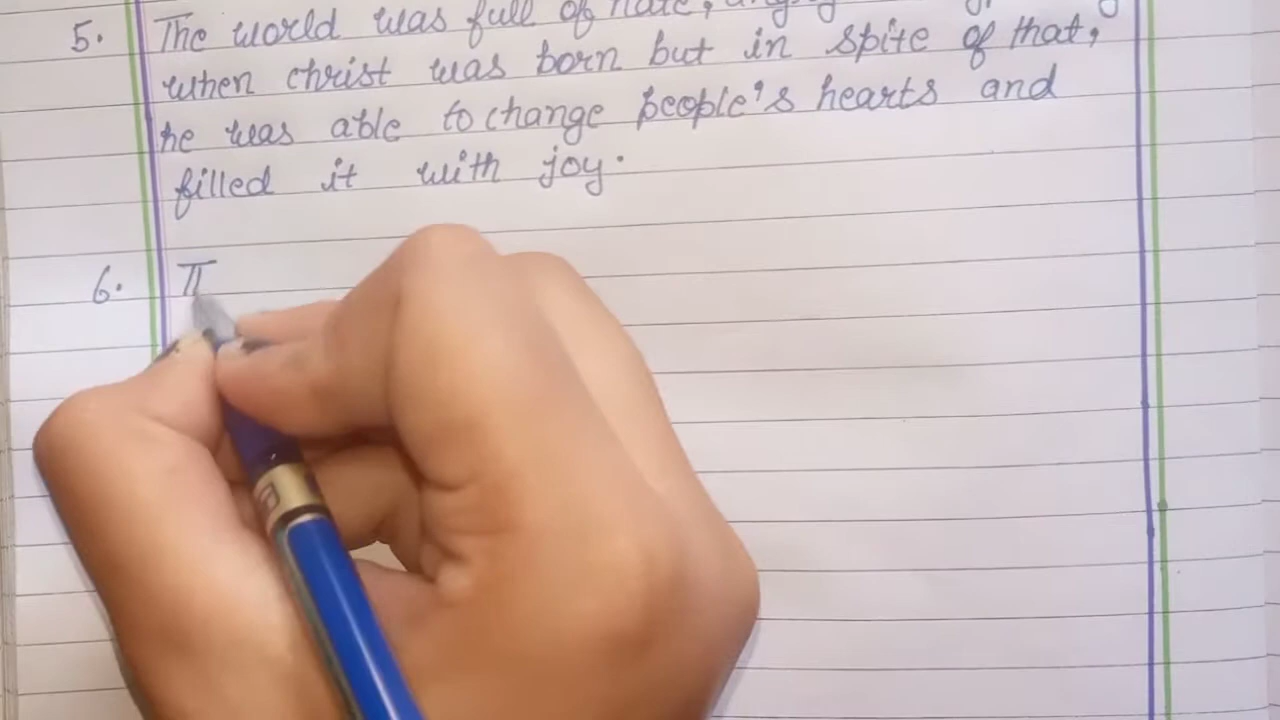 5. The world was full of hate,
when christ was born but in spite of that,
he was able to change people's hearts and
filled it with joy.
6.